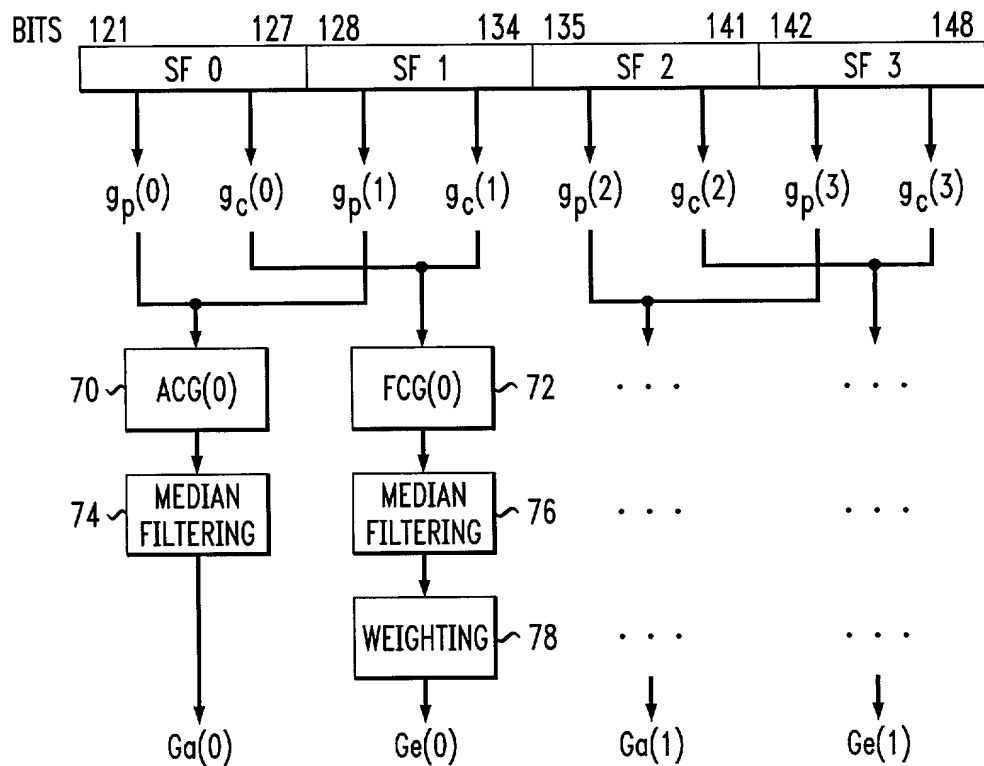 BITS 121 127 128 134 135 141 142 148
SF 0 SF 1 SF 2 SF 3
gp(0) gc(0) gp(1) gc(1) gp(2) gc(2) gp(3) gc(3)
70 ACG(0) FCG(0) 72 . . . . . .
74 MEDIAN FILTERING MEDIAN FILTERING 76 . . . . . .
WEIGHTING 78 . . . . . .
Ga(0) Ge(0) Ga(1) Ge(1)